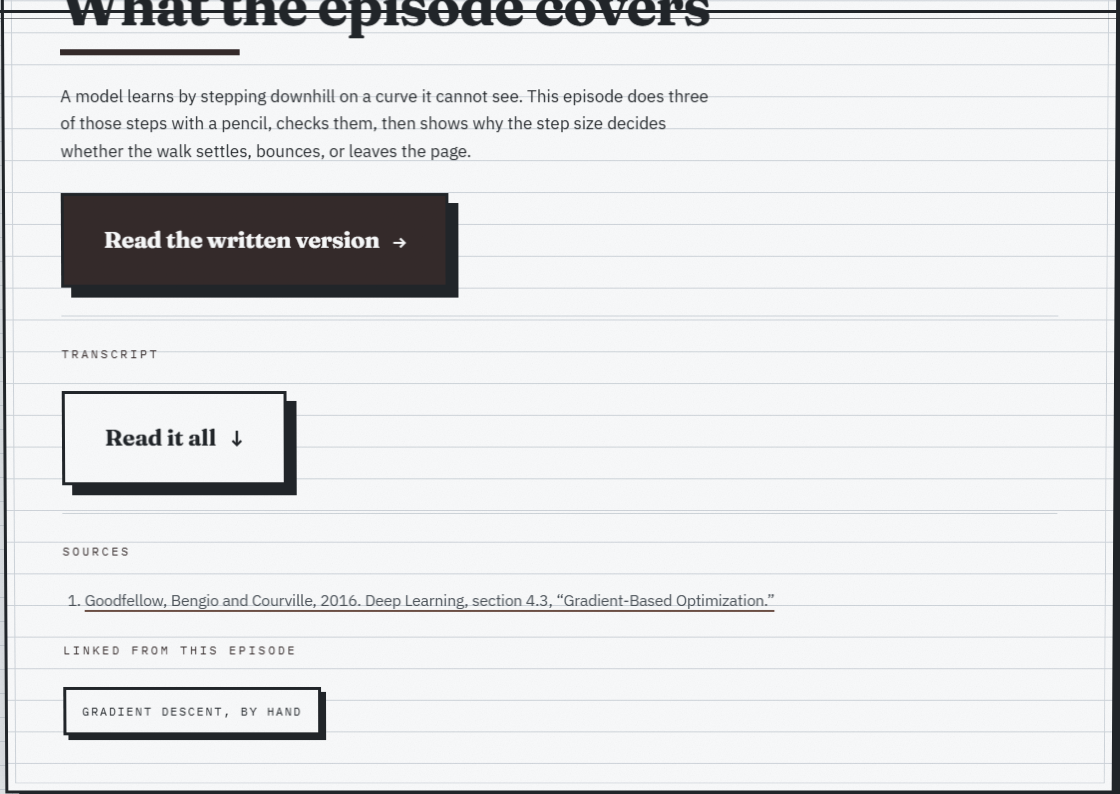 What the episode covers
A model learns by stepping downhill on a curve it cannot see. This episode does three
of those steps with a pencil, checks them, then shows why the step size decides
whether the walk settles, bounces, or leaves the page.
Read the written version →
TRANSCRIPT
Read it all ↓
SOURCES
1. Goodfellow, Bengio and Courville, 2016. Deep Learning, section 4.3, “Gradient-Based Optimization.”
LINKED FROM THIS EPISODE
GRADIENT DESCENT, BY HAND